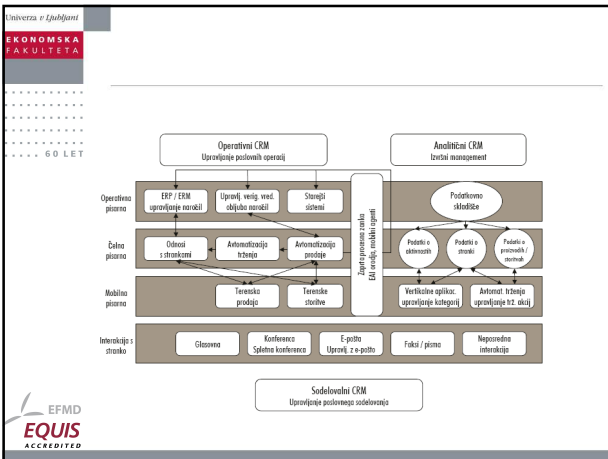 Univerza v Ljubljani
EKONOMSKA
FAKULTETA
60 LET
Operativni CRM
Upravljanje poslovnih operacij
Analitični CRM
Izvršni management
Operativna
pisarna
ERP / ERM
upravljanje naročil
Upravlj. verig. vred.
obljuba naročil
Starejši
sistemi
Podatkovno
skladišče
Zaprta procesna zanka
EAI orodja, mobilni agenti
Čelna
pisarna
Odnosi
s strankami
Avtomatizacija
trženja
Avtomatizacija
prodaje
Podatki o
aktivnostih
Podatki o
stranki
Podatki o
proizvodih /
storitvah
Mobilna
pisarna
Terenska
prodaja
Terenske
storitve
Vertikalne aplikac.
upravljanje kategorij
Avtomat. trženja
upravljanje trž. akcij
Interakcija s
stranko
Glasovna
Konferenca
Spletna konferenca
E-pošta
Upravlj. z e-pošto
Faksi / pisma
Neposredna
interakcija
Sodelovalni CRM
Upravljanje poslovnega sodelovanja
EFMD
EQUIS
ACCREDITED